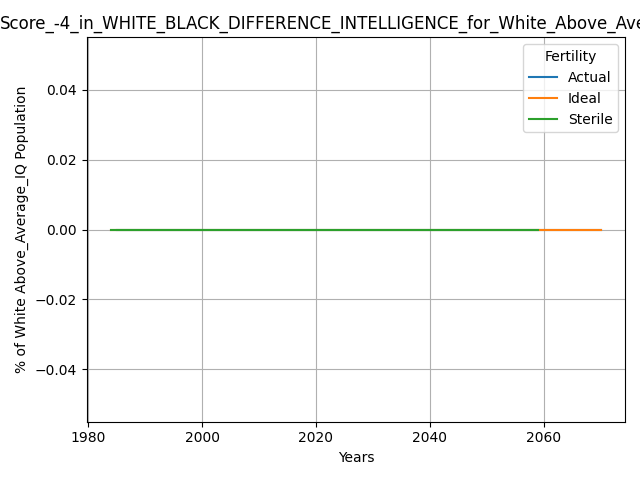 Score_-4_in_WHITE_BLACK_DIFFERENCE_INTELLIGENCE_for_White_Above_Ave
Fertility
Actual
Ideal
Sterile
% of White Above_Average_IQ Population
0.04
0.02
0.00
−0.02
−0.04
1980 2000 2020 2040 2060
Years